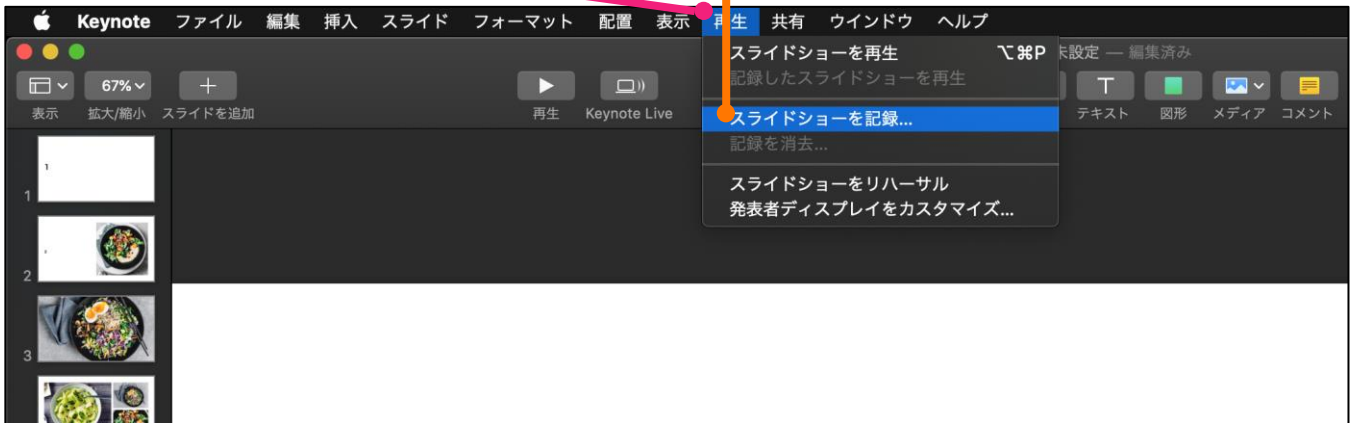 Keynote ファイル 編集 挿入 スライド フォーマット 配置 表示 再生 共有 ウインドウ ヘルプ
未設定 — 編集済み
67%
表示 拡大/縮小 スライドを追加 再生 Keynote Live テキスト 図形 メディア コメント
スライドショーを再生 ⌥⌘P
記録したスライドショーを再生
スライドショーを記録...
記録を消去...
スライドショーをリハーサル
発表者ディスプレイをカスタマイズ...
1
1
2
3